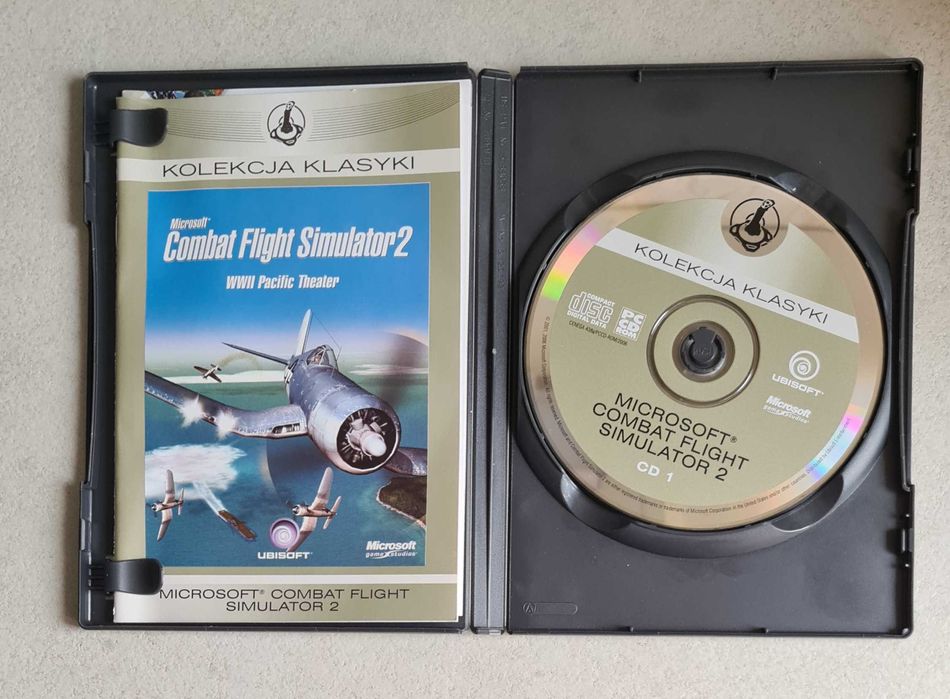 KOLEKCJA KLASYKI
Microsoft
Combat Flight Simulator 2
WWII Pacific Theater
UBISOFT
Microsoft
game studios
MICROSOFT® COMBAT FLIGHT
SIMULATOR 2
KOLEKCJA KLASYKI
COMPACT
disc
DIGITAL DATA
PC
CD
ROM
UBISOFT
Microsoft
game studios
MICROSOFT®
COMBAT FLIGHT
SIMULATOR 2
CD 1